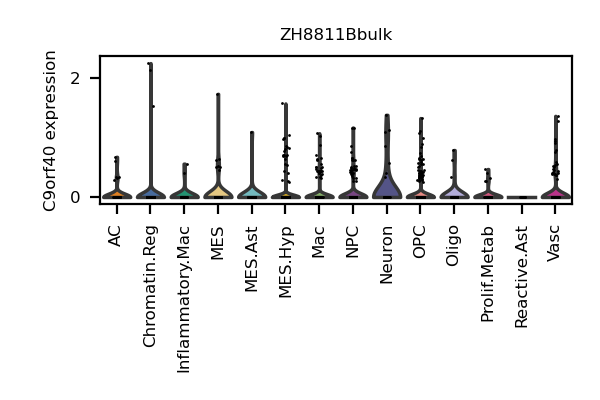 ZH8811Bbulk
C9orf40 expression
2
0
AC
Chromatin.Reg
Inflammatory.Mac
MES
MES.Ast
MES.Hyp
Mac
NPC
Neuron
OPC
Oligo
Prolif.Metab
Reactive.Ast
Vasc